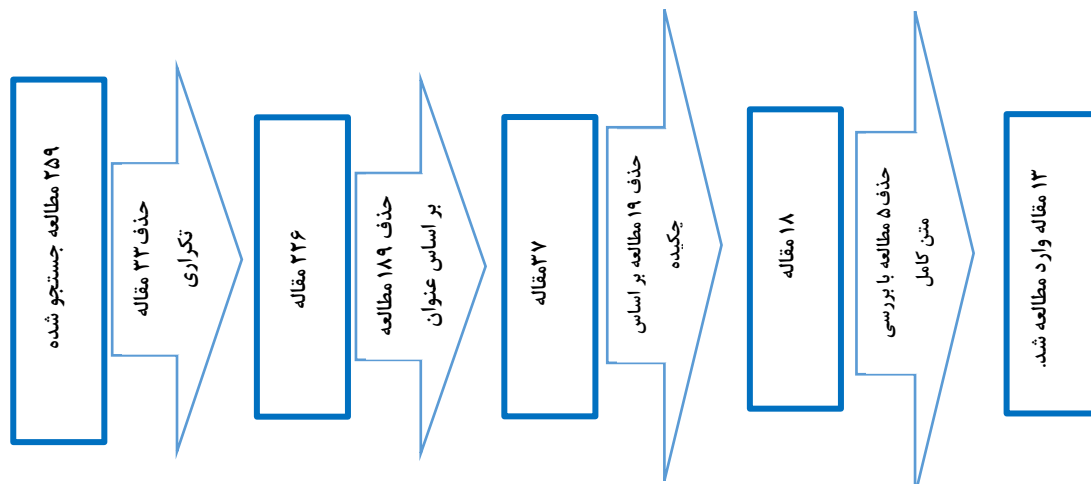 ۲۵۹ مطالعه جستجو شده
حذف ۳۳ مقاله
تکراری
۲۲۶ مقاله
حذف ۱۸۹ مطالعه
بر اساس عنوان
۳۷مقاله
حذف ۱۹ مطالعه بر اساس
چکیده
۱۸ مقاله
حذف ۵ مطالعه با بررسی
متن کامل
۱۳ مقاله وارد مطالعه شد.